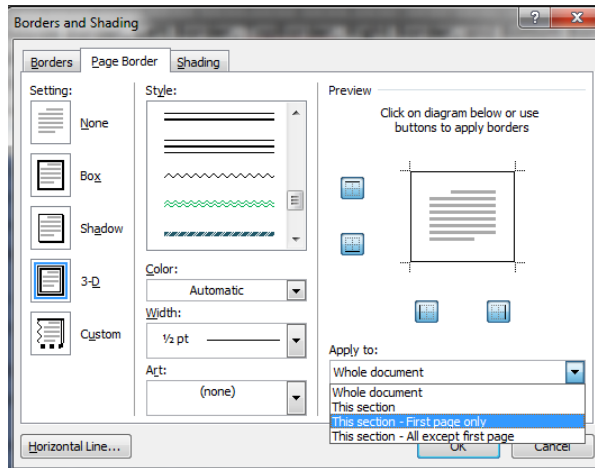 Borders and Shading
Borders Page Border Shading
Setting:
None
Box
Shadow
3-D
Custom
Style:
Color:
Automatic
Width:
½ pt
Art:
(none)
Preview
Click on diagram below or use
buttons to apply borders
Apply to:
Whole document
Whole document
This section
This section - First page only
This section - All except first page
Horizontal Line...
OK Cancel